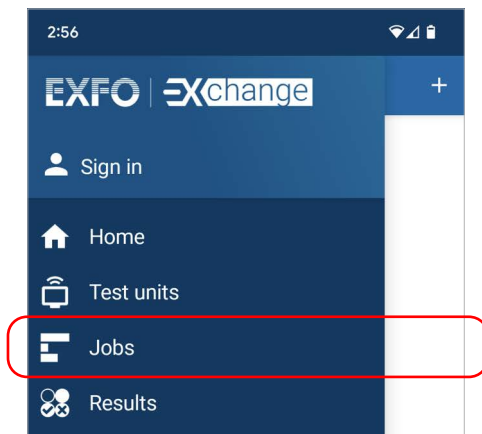 2:56
EXFO | EXchange
+
Sign in
Home
Test units
Jobs
Results